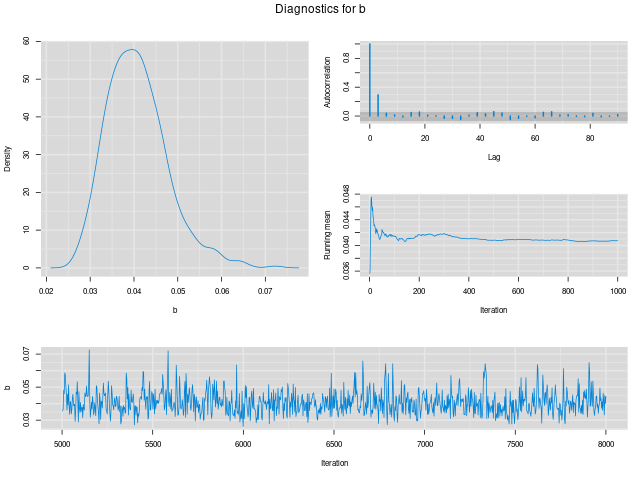 Diagnostics for b
Density
0 10 20 30 40 50 60
0.02 0.03 0.04 0.05 0.06 0.07
b
Autocorrelation
0.0 0.4 0.8
0 20 40 60 80
Lag
Running mean
0.036 0.040 0.044 0.048
0 200 400 600 800 1000
Iteration
b
0.03 0.05 0.07
5000 5500 6000 6500 7000 7500 8000
Iteration